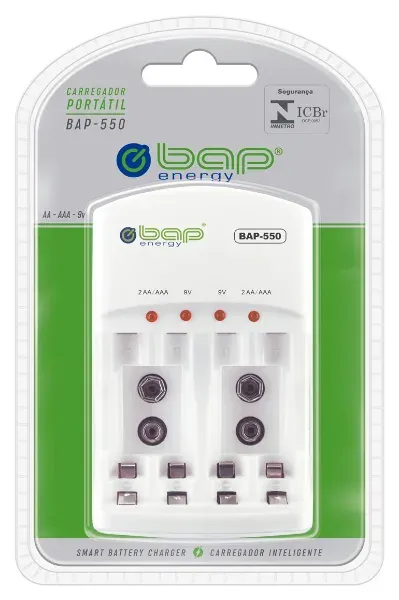 CARREGADOR
PORTÁTIL
BAP-550
Segurança
ICBr
INMETRO
bap®
energy
AA - AAA - 9v
bap®
energy
BAP-550
2 AA/AAA 9V 9V 2 AA/AAA
SMART BATTERY CHARGER CARREGADOR INTELIGENTE